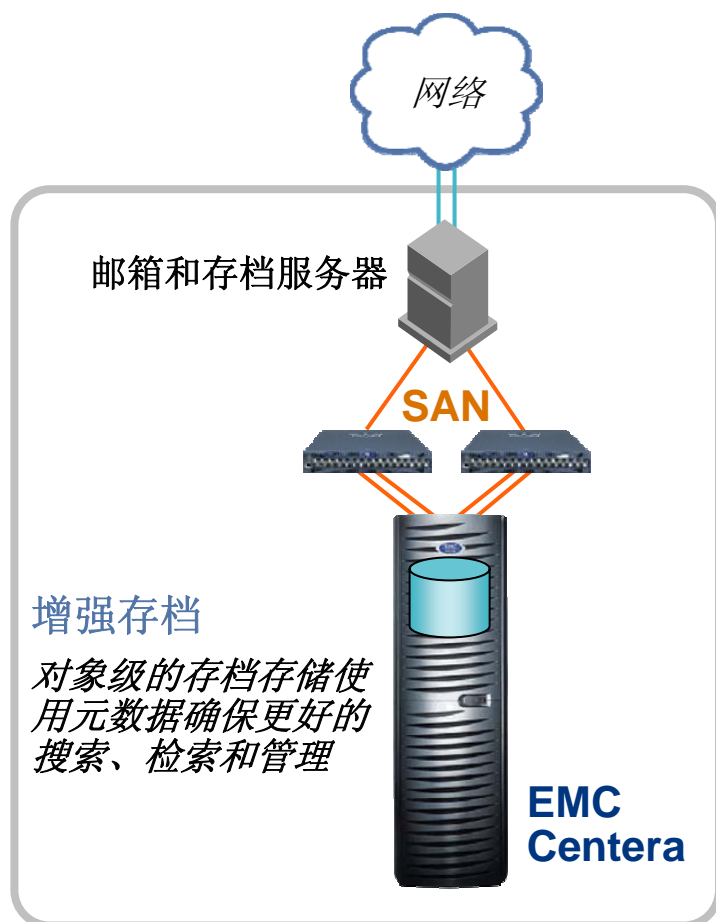 网络
邮箱和存档服务器
SAN
EMC
增强存档
对象级的存档存储使
用元数据确保更好的
搜索、检索和管理
EMC
Centera